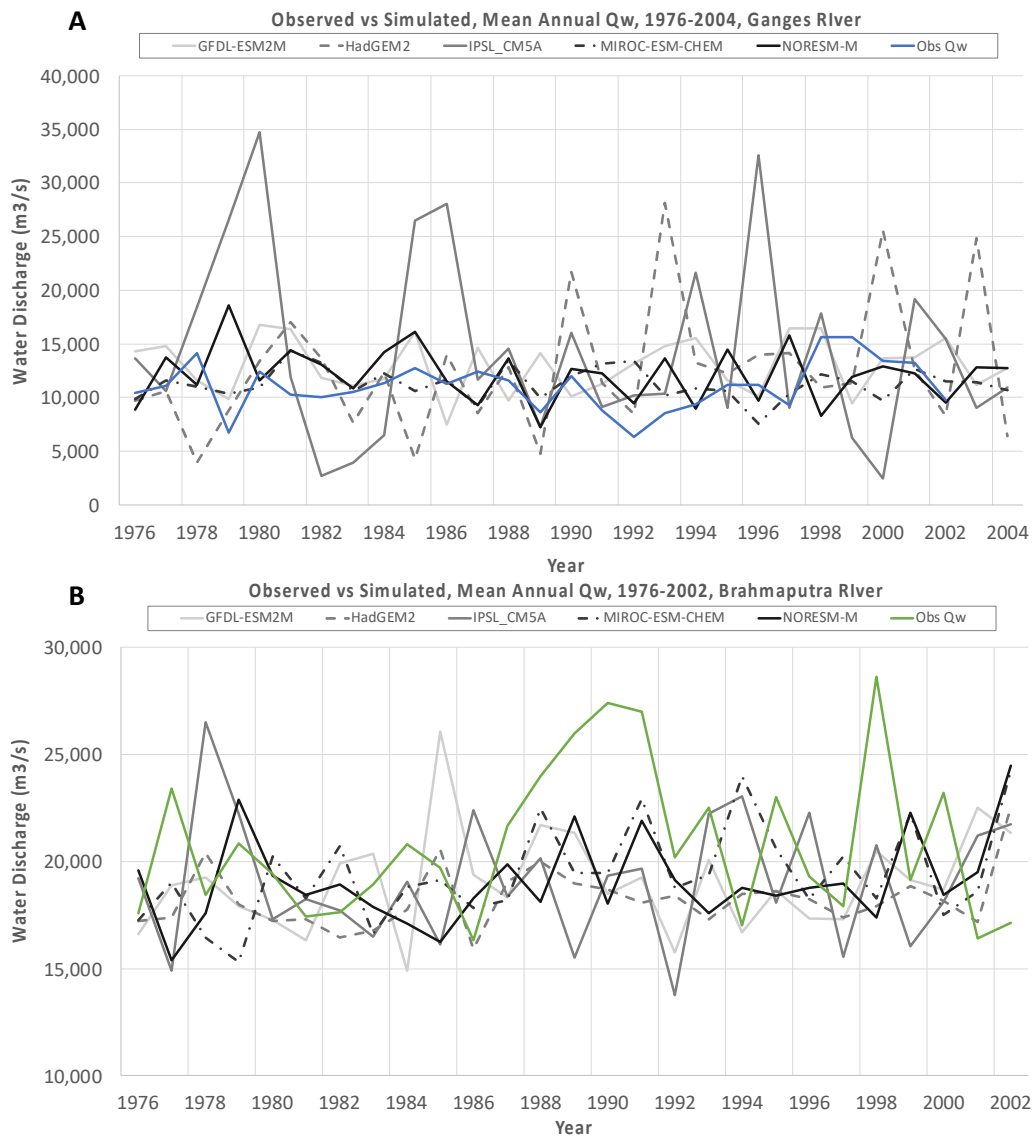 A
Observed vs Simulated, Mean Annual Qw, 1976-2004, Ganges RIver
GFDL-ESM2M HadGEM2 IPSL_CM5A MIROC-ESM-CHEM NORESM-M Obs Qw
40,000
35,000
30,000
25,000
20,000
15,000
10,000
5,000
0
Water Discharge (m3/s)
1976 1978 1980 1982 1984 1986 1988 1990 1992 1994 1996 1998 2000 2002 2004
Year
B
Observed vs Simulated, Mean Annual Qw, 1976-2002, Brahmaputra RIver
GFDL-ESM2M HadGEM2 IPSL_CM5A MIROC-ESM-CHEM NORESM-M Obs Qw
30,000
25,000
20,000
15,000
10,000
Water Discharge (m3/s)
1976 1978 1980 1982 1984 1986 1988 1990 1992 1994 1996 1998 2000 2002
Year